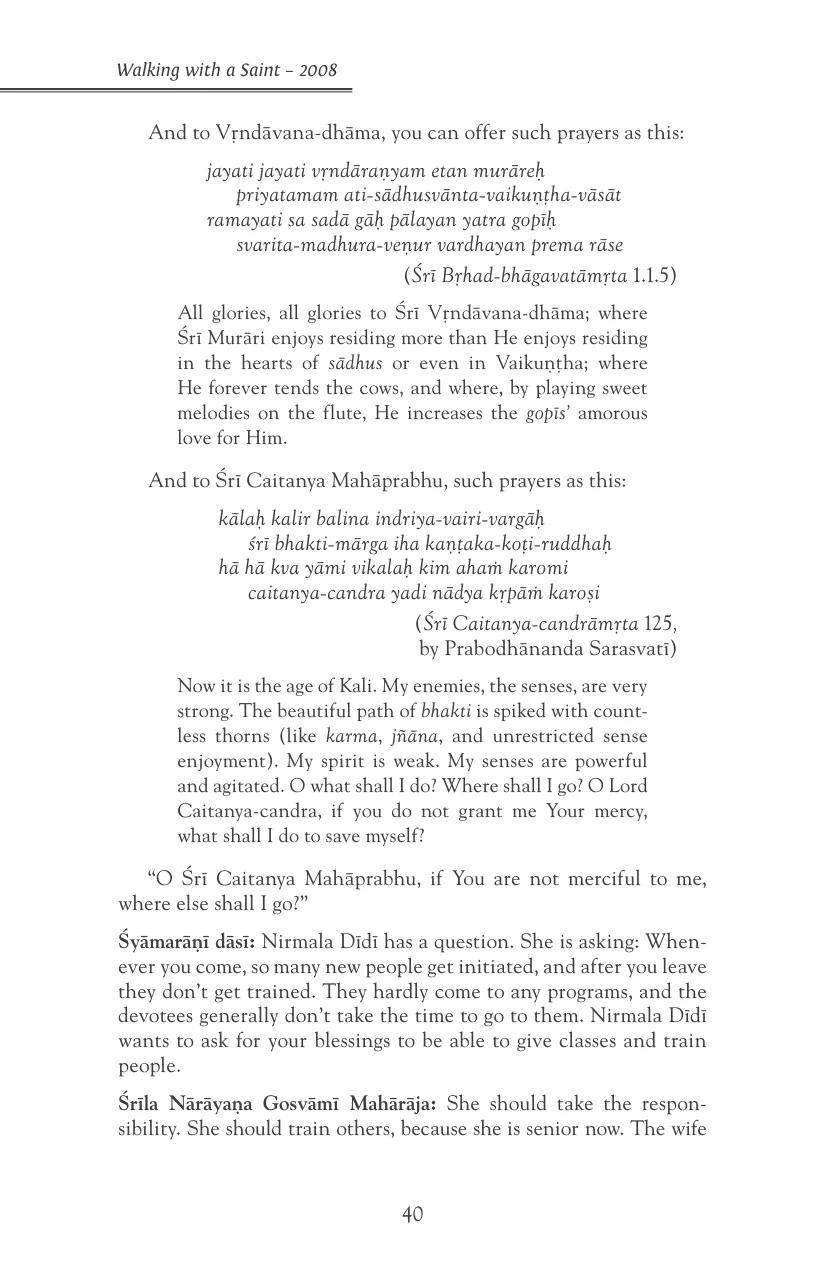 Walking with a Saint – 2008
And to Vṛndāvana-dhāma, you can offer such prayers as this:
jayati jayati vṛndāraṇyam etan murāreḥ
priyatamam ati-sādhusvānta-vaikuṇṭha-vāsāt
ramayati sa sadā gāḥ pālayan yatra gopīḥ
svarita-madhura-veṇur vardhayan prema rāse
(Śrī Bṛhad-bhāgavatāmṛta 1.1.5)
All glories, all glories to Śrī Vṛndāvana-dhāma; where
Śrī Murāri enjoys residing more than He enjoys residing
in the hearts of sādhus or even in Vaikuṇṭha; where
He forever tends the cows, and where, by playing sweet
melodies on the flute, He increases the gopīs’ amorous
love for Him.
And to Śrī Caitanya Mahāprabhu, such prayers as this:
kālaḥ kalir balina indriya-vairi-vargāḥ
śrī bhakti-mārga iha kaṇṭaka-koṭi-ruddhaḥ
hā hā kva yāmi vikalaḥ kim ahaṁ karomi
caitanya-candra yadi nādya kṛpāṁ karoṣi
(Śrī Caitanya-candrāmṛta 125,
by Prabodhānanda Sarasvatī)
Now it is the age of Kali. My enemies, the senses, are very
strong. The beautiful path of bhakti is spiked with count-
less thorns (like karma, jñāna, and unrestricted sense
enjoyment). My spirit is weak. My senses are powerful
and agitated. O what shall I do? Where shall I go? O Lord
Caitanya-candra, if you do not grant me Your mercy,
what shall I do to save myself?
“O Śrī Caitanya Mahāprabhu, if You are not merciful to me,
where else shall I go?”
Śyāmarāṇī dāsī: Nirmala Dīdī has a question. She is asking: When-
ever you come, so many new people get initiated, and after you leave
they don’t get trained. They hardly come to any programs, and the
devotees generally don’t take the time to go to them. Nirmala Dīdī
wants to ask for your blessings to be able to give classes and train
people.
Śrīla Nārāyaṇa Gosvāmī Mahārāja: She should take the respon-
sibility. She should train others, because she is senior now. The wife
40